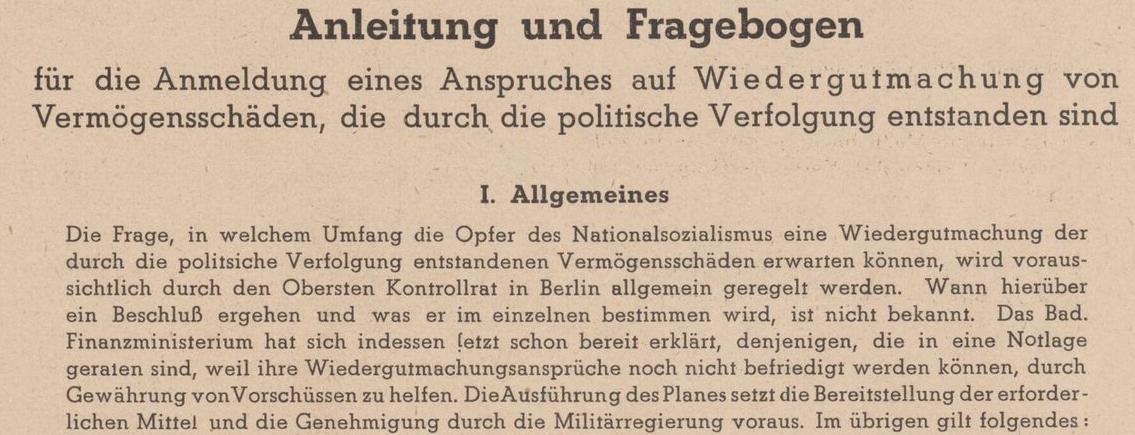 Anleitung und Fragebogen
für die Anmeldung eines Anspruches auf Wiedergutmachung von
Vermögensschäden, die durch die politische Verfolgung entstanden sind
I. Allgemeines
Die Frage, in welchem Umfang die Opfer des Nationalsozialismus eine Wiedergutmachung der
durch die politsiche Verfolgung entstandenen Vermögensschäden erwarten können, wird voraus-
sichtlich durch den Obersten Kontrollrat in Berlin allgemein geregelt werden. Wann hierüber
ein Beschluß ergehen und was er im einzelnen bestimmen wird, ist nicht bekannt. Das Bad.
Finanzministerium hat sich indessen jetzt schon bereit erklärt, denjenigen, die in eine Notlage
geraten sind, weil ihre Wiedergutmachungsansprüche noch nicht befriedigt werden können, durch
Gewährung von Vorschüssen zu helfen. Die Ausführung des Planes setzt die Bereitstellung der erforder-
lichen Mittel und die Genehmigung durch die Militärregierung voraus. Im übrigen gilt folgendes: